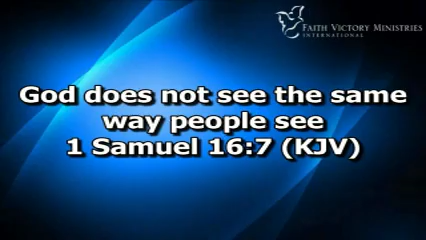 FAITH VICTORY MINISTRIES
INTERNATIONAL
God does not see the same
way people see
1 Samuel 16:7 (KJV)